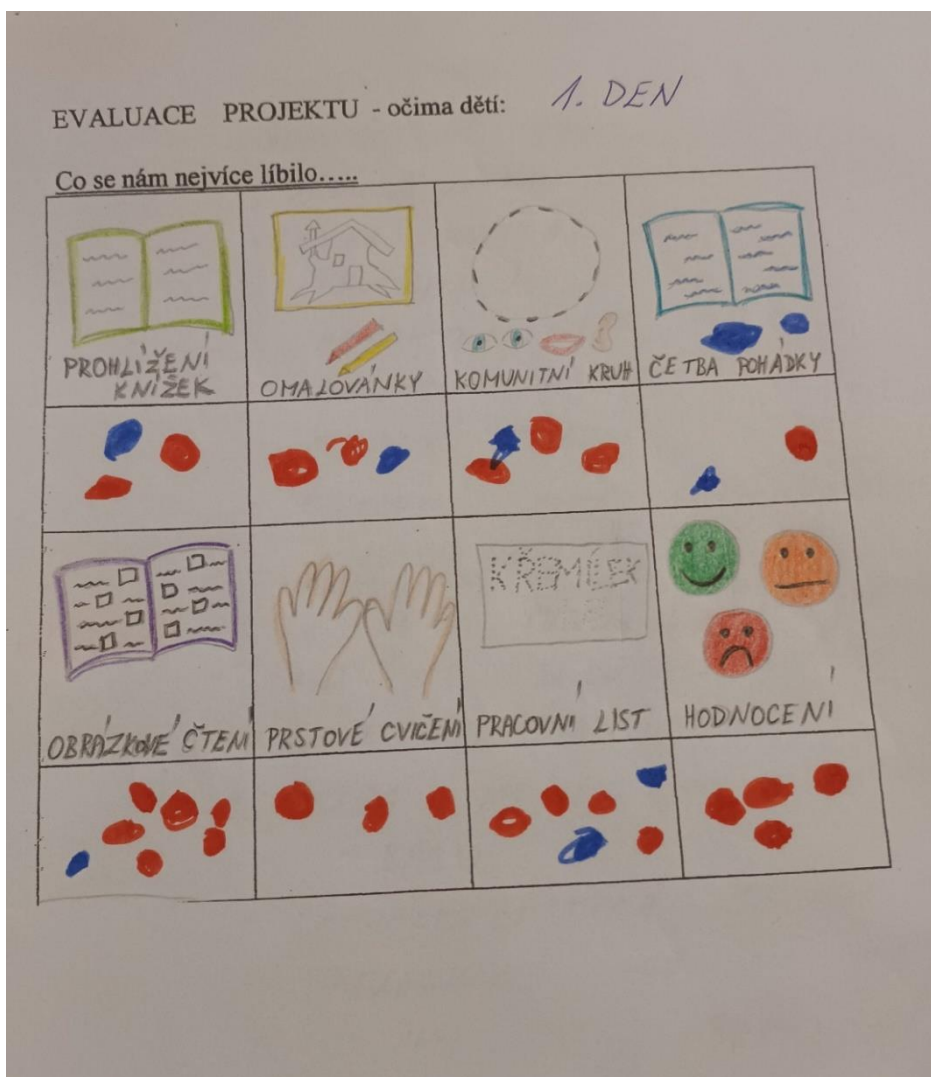 EVALUACE PROJEKTU - očima dětí: 1. DEN
Co se nám nejvíce líbilo.....
PROHLÍŽENÍ
KNÍŽEK
OMALOVÁNKY
KOMUNITNÍ KRUH
ČETBA POHÁDKY
KŘEMÍLEK
OBRÁZKOVÉ ČTENÍ
PRSTOVÉ CVIČENÍ
PRACOVNÍ LIST
HODNOCENÍ